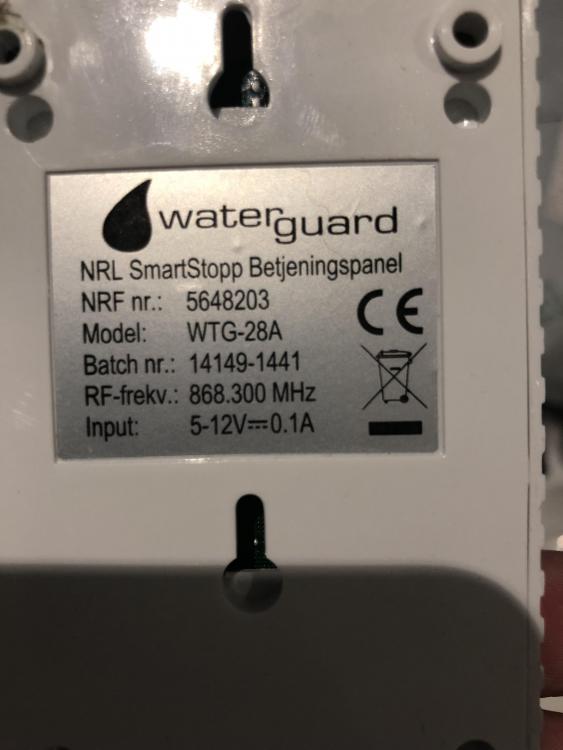 waterguard
NRL SmartStopp Betjeningspanel
NRF nr.: 5648203
Model: WTG-28A
Batch nr.: 14149-1441
RF-frekv.: 868.300 MHz
Input: 5-12V⎓0.1A
CE